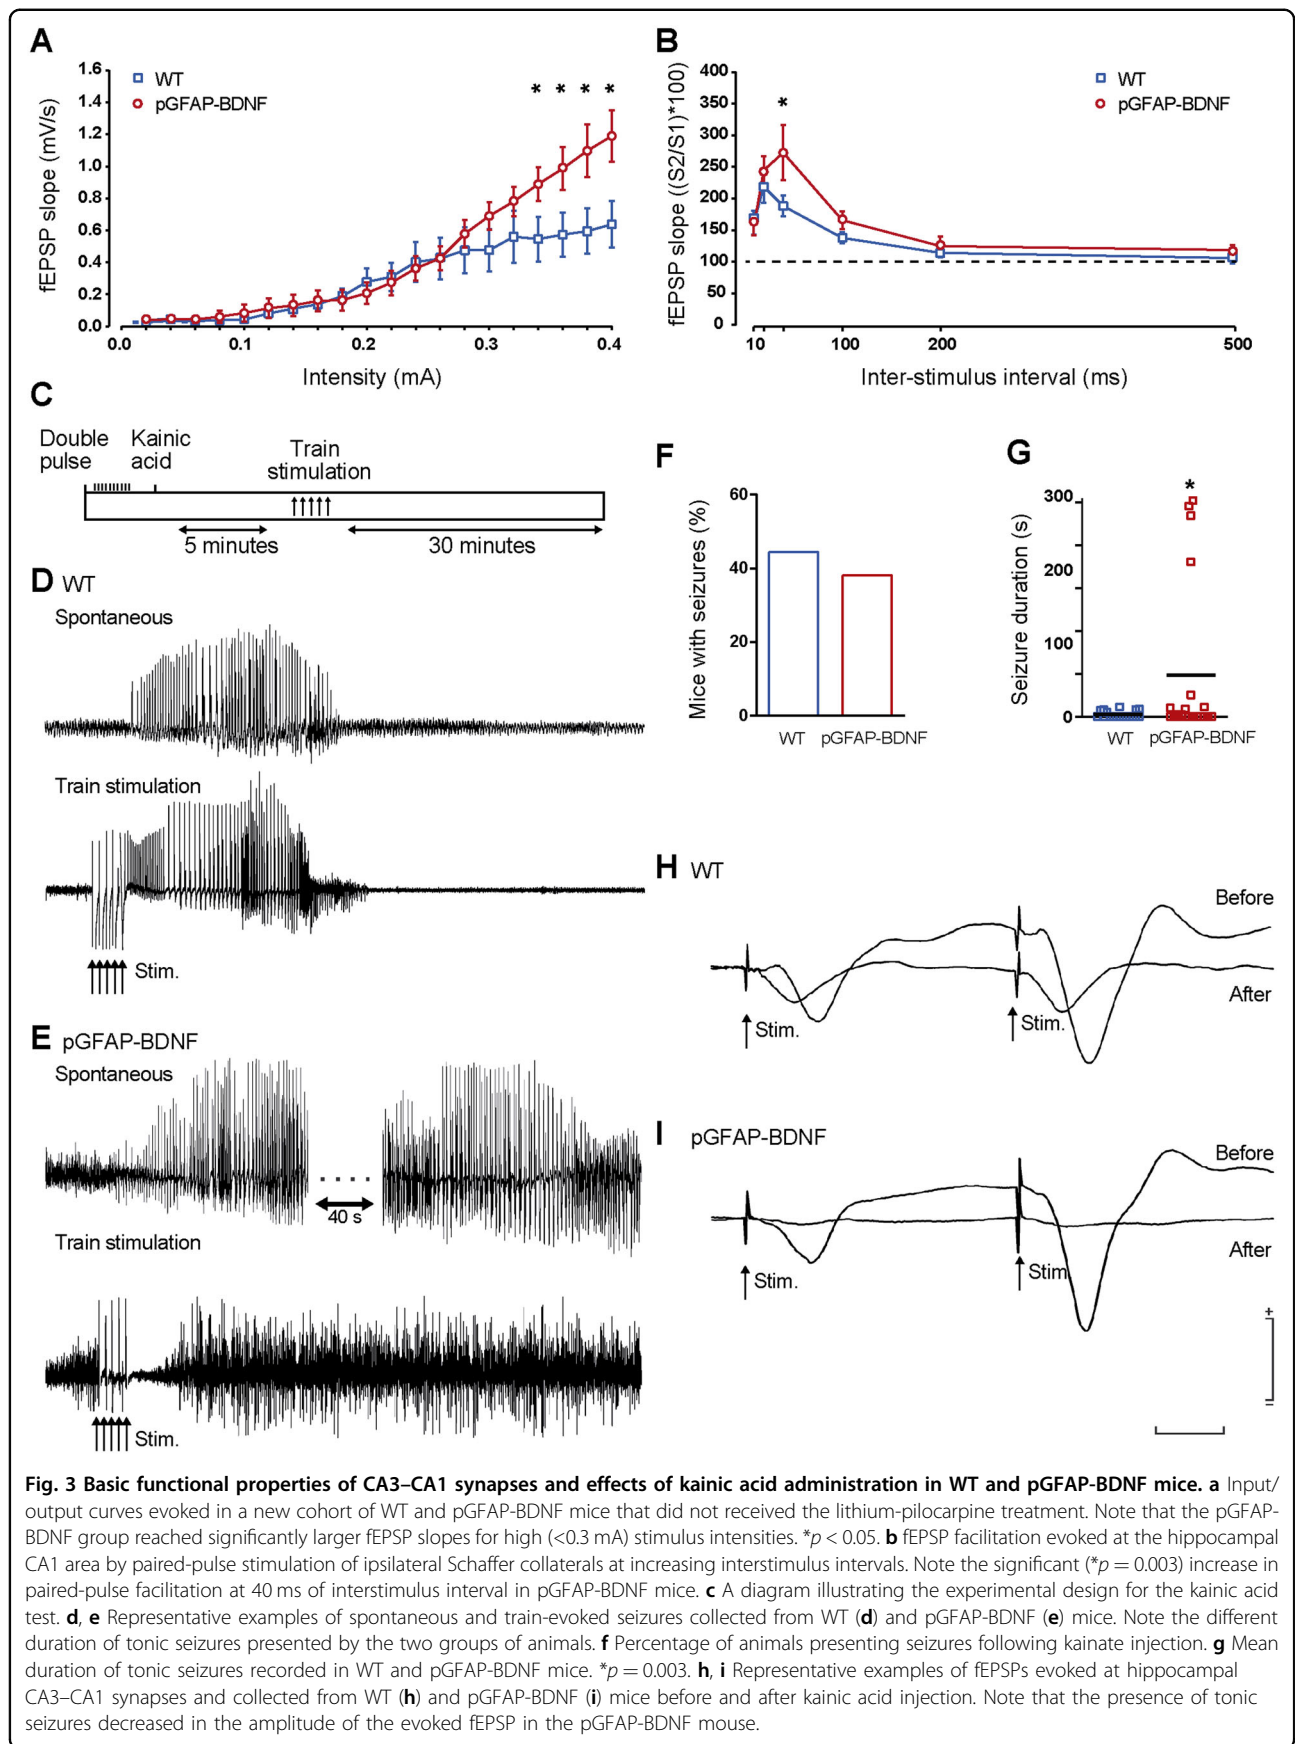 A
1.6
1.4
1.2
1.0
0.8
0.6
0.4
0.2
0.0
fEPSP slope (mV/s)
WT
pGFAP-BDNF
* * * *
0.0 0.1 0.2 0.3 0.4
Intensity (mA)
B
400
350
300
250
200
150
100
50
0
fEPSP slope ((S2/S1)*100)
*
WT
pGFAP-BDNF
10 100 200 500
Inter-stimulus interval (ms)
C
Double
pulse
Kainic
acid
Train
stimulation
5 minutes
30 minutes
D WT
Spontaneous
Train stimulation
Stim.
E pGFAP-BDNF
Spontaneous
40 s
Train stimulation
Stim.
F
60
40
20
0
Mice with seizures (%)
WT pGFAP-BDNF
G
300
200
100
0
Seizure duration (s)
*
WT pGFAP-BDNF
H WT
Before
After
Stim.
Stim.
I pGFAP-BDNF
Before
After
Stim.
Stim
+
=
Fig. 3 Basic functional properties of CA3–CA1 synapses and effects of kainic acid administration in WT and pGFAP-BDNF mice. a Input/
output curves evoked in a new cohort of WT and pGFAP-BDNF mice that did not received the lithium-pilocarpine treatment. Note that the pGFAP-
BDNF group reached significantly larger fEPSP slopes for high (<0.3 mA) stimulus intensities. *p < 0.05. b fEPSP facilitation evoked at the hippocampal
CA1 area by paired-pulse stimulation of ipsilateral Schaffer collaterals at increasing interstimulus intervals. Note the significant (*p = 0.003) increase in
paired-pulse facilitation at 40 ms of interstimulus interval in pGFAP-BDNF mice. c A diagram illustrating the experimental design for the kainic acid
test. d, e Representative examples of spontaneous and train-evoked seizures collected from WT (d) and pGFAP-BDNF (e) mice. Note the different
duration of tonic seizures presented by the two groups of animals. f Percentage of animals presenting seizures following kainate injection. g Mean
duration of tonic seizures recorded in WT and pGFAP-BDNF mice. *p = 0.003. h, i Representative examples of fEPSPs evoked at hippocampal
CA3–CA1 synapses and collected from WT (h) and pGFAP-BDNF (i) mice before and after kainic acid injection. Note that the presence of tonic
seizures decreased in the amplitude of the evoked fEPSP in the pGFAP-BDNF mouse.